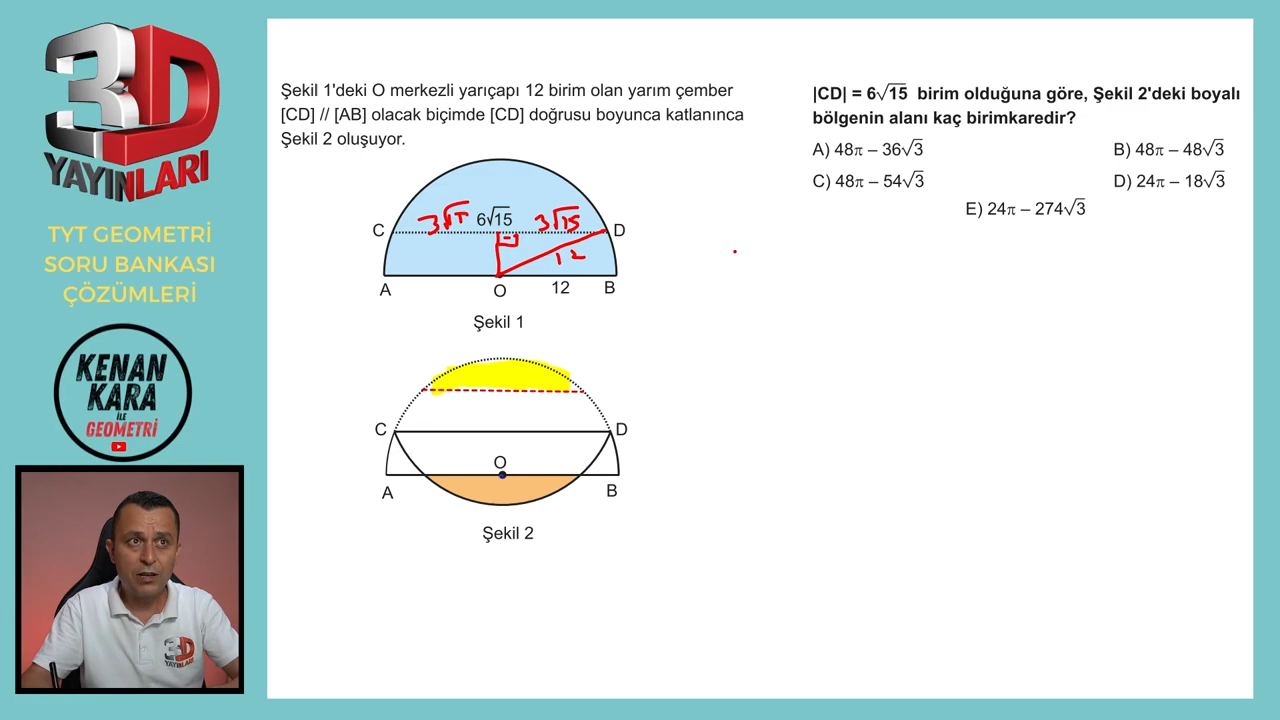 3D
YAYINLARI
TYT GEOMETRİ
SORU BANKASI
ÇÖZÜMLERİ
KENAN
KARA
İLE
GEOMETRİ
3D
YAYINLARI
Şekil 1'deki O merkezli yarıçapı 12 birim olan yarım çember
[CD] // [AB] olacak biçimde [CD] doğrusu boyunca katlanınca
Şekil 2 oluşuyor.
C 6√15 3√15 D
12
A O 12 B
Şekil 1
C D
O
A B
Şekil 2
|CD| = 6√15 birim olduğuna göre, Şekil 2'deki boyalı
bölgenin alanı kaç birimkaredir?
A) 48π – 36√3 B) 48π – 48√3
C) 48π – 54√3 D) 24π – 18√3
E) 24π – 274√3